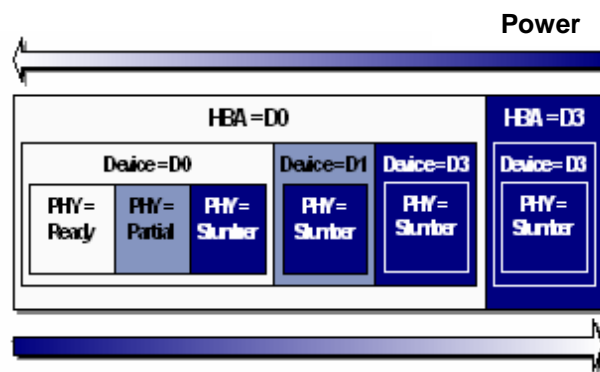 Power
HBA=D0 HBA=D3
Device=D0 Device=D1 Device=D3 Device=D3
PHY= PHY= PHY= PHY= PHY= PHY=
Ready Partial Slumber Slumber Slumber Slumber